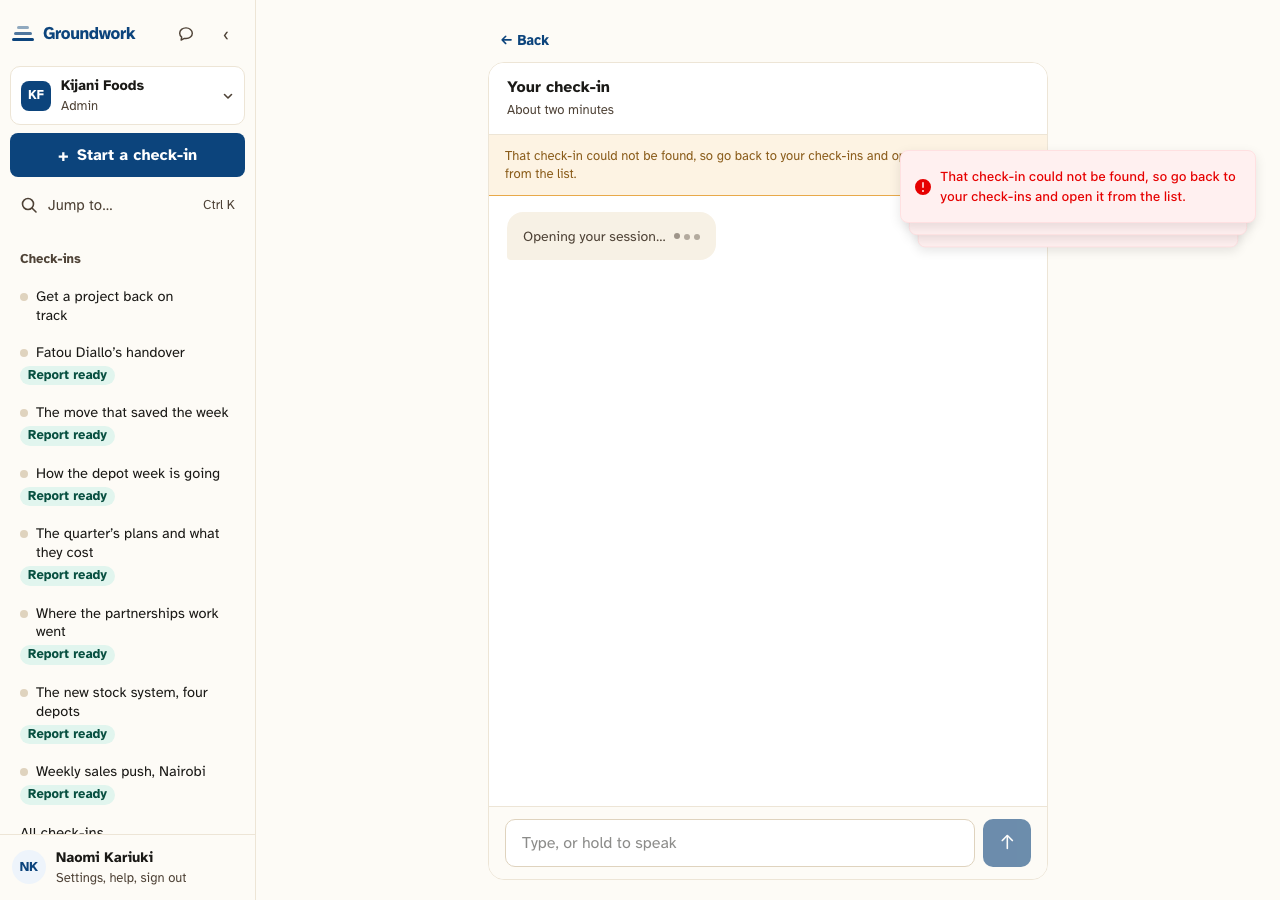 Groundwork
KF
Kijani Foods
Admin
+ Start a check-in
Jump to...
Ctrl K
Check-ins
Get a project back on
track
Fatou Diallo’s handover
Report ready
The move that saved the week
Report ready
How the depot week is going
Report ready
The quarter’s plans and what
they cost
Report ready
Where the partnerships work
went
Report ready
The new stock system, four
depots
Report ready
Weekly sales push, Nairobi
Report ready
All check-ins
NK
Naomi Kariuki
Settings, help, sign out
← Back
Your check-in
About two minutes
That check-in could not be found, so go back to your check-ins and
from the list.
That check-in could not be found, so go back to
your check-ins and open it from the list.
Opening your session...
Type, or hold to speak